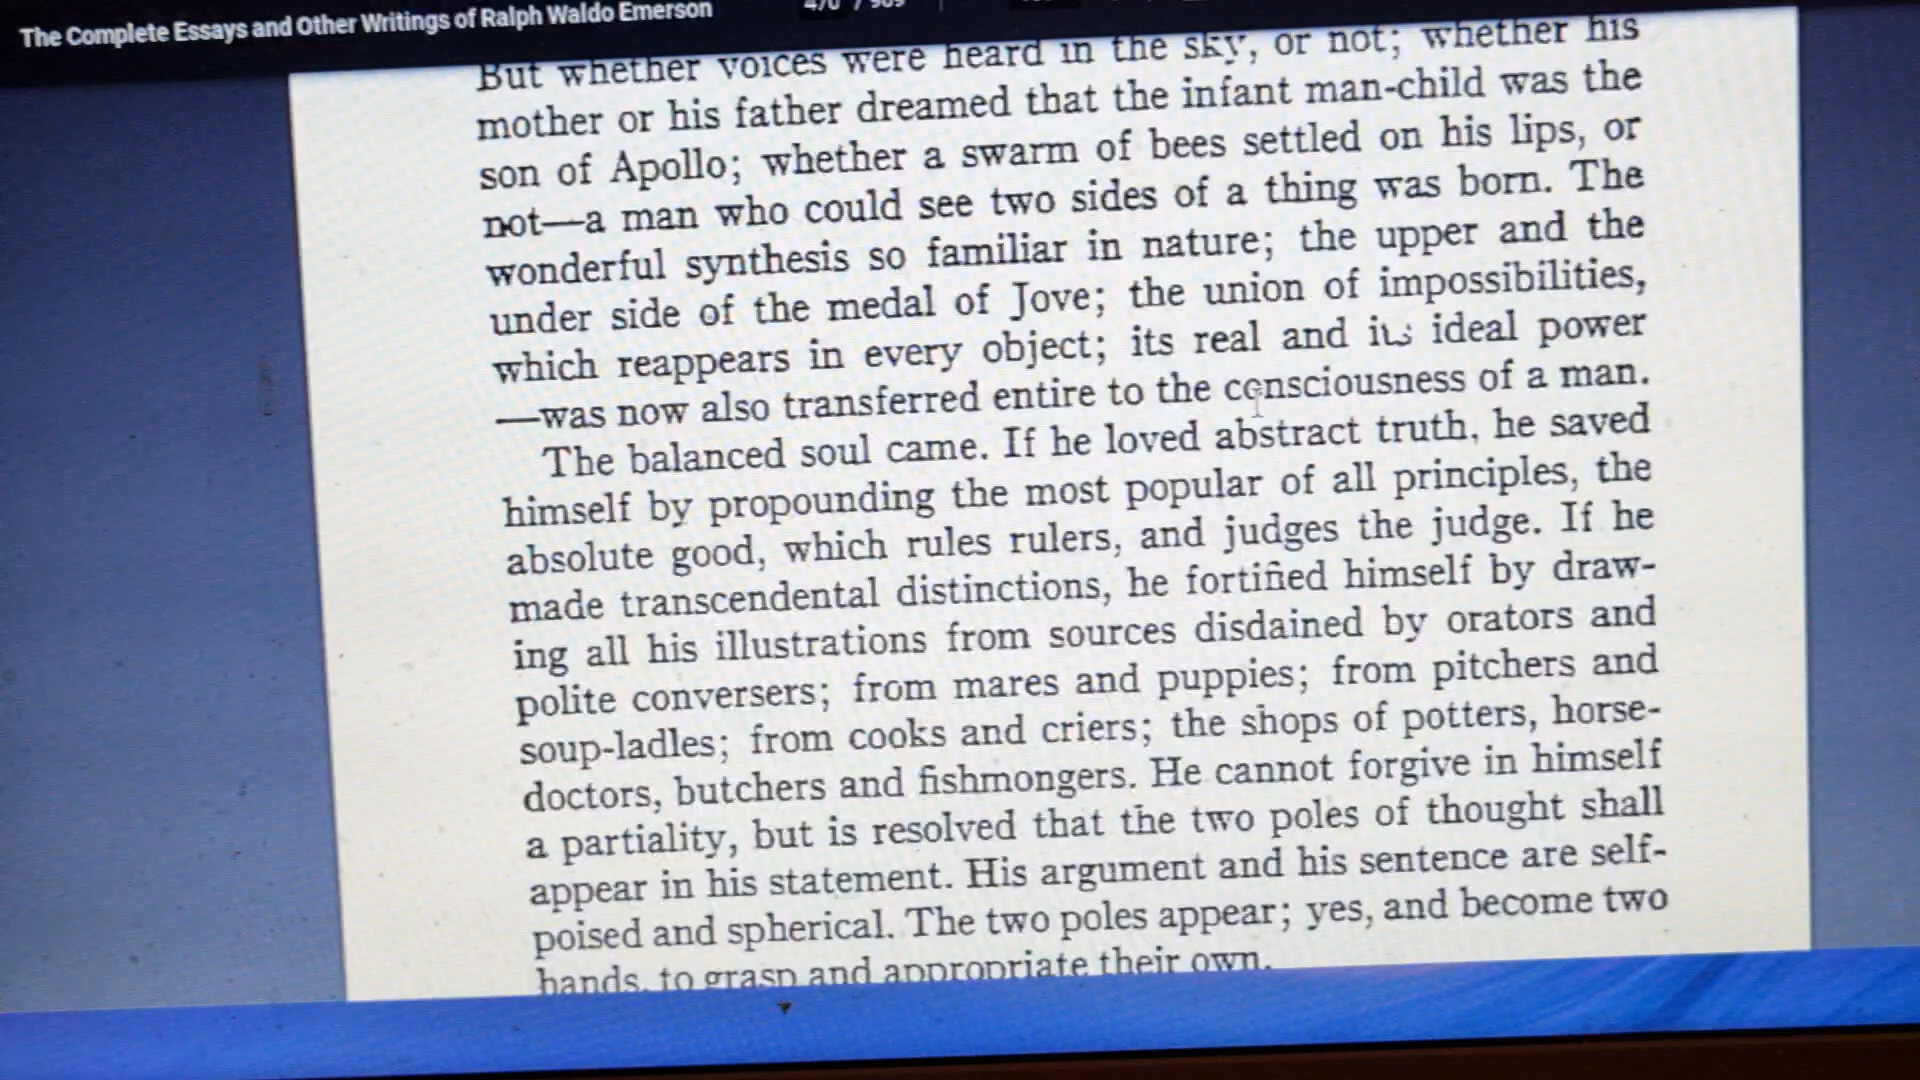 The Complete Essays and Other Writings of Ralph Waldo Emerson
But whether voices were heard in the sky, or not; whether his
mother or his father dreamed that the infant man-child was the
son of Apollo; whether a swarm of bees settled on his lips, or
not—a man who could see two sides of a thing was born. The
wonderful synthesis so familiar in nature; the upper and the
under side of the medal of Jove; the union of impossibilities,
which reappears in every object; its real and its ideal power
—was now also transferred entire to the consciousness of a man.
The balanced soul came. If he loved abstract truth, he saved
himself by propounding the most popular of all principles, the
absolute good, which rules rulers, and judges the judge. If he
made transcendental distinctions, he fortified himself by draw-
ing all his illustrations from sources disdained by orators and
polite conversers; from mares and puppies; from pitchers and
soup-ladles; from cooks and criers; the shops of potters, horse-
doctors, butchers and fishmongers. He cannot forgive in himself
a partiality, but is resolved that the two poles of thought shall
appear in his statement. His argument and his sentence are self-
poised and spherical. The two poles appear; yes, and become two
hands, to grasp and appropriate their own.